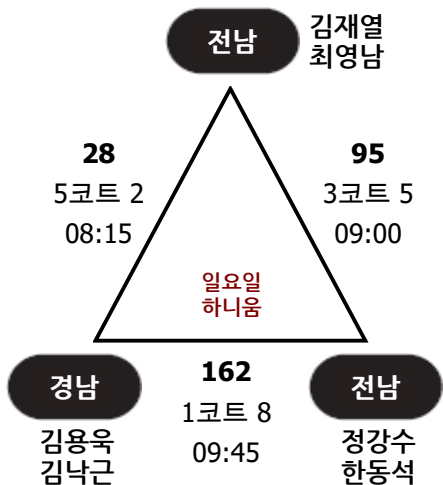 전남
김재열
최영남
28
5코트 2
08:15
95
3코트 5
09:00
일요일
하니움
경남
김용욱
김낙근
162
1코트 8
09:45
전남
정강수
한동석